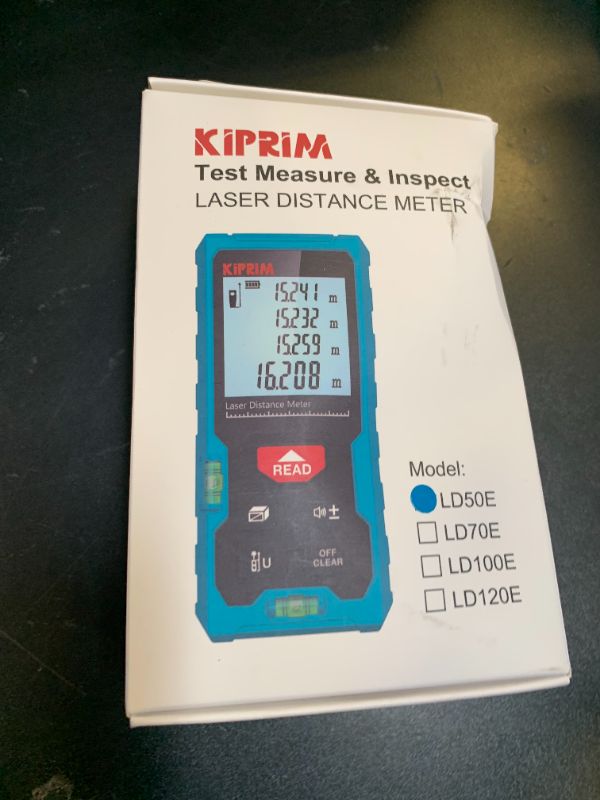 KiPRiM
Test Measure & Inspect
LASER DISTANCE METER
KiPRiM
15.241 m
15.232 m
15.259 m
16.208 m
Laser Distance Meter
READ
±
U
OFF
CLEAR
Model:
LD50E
LD70E
LD100E
LD120E